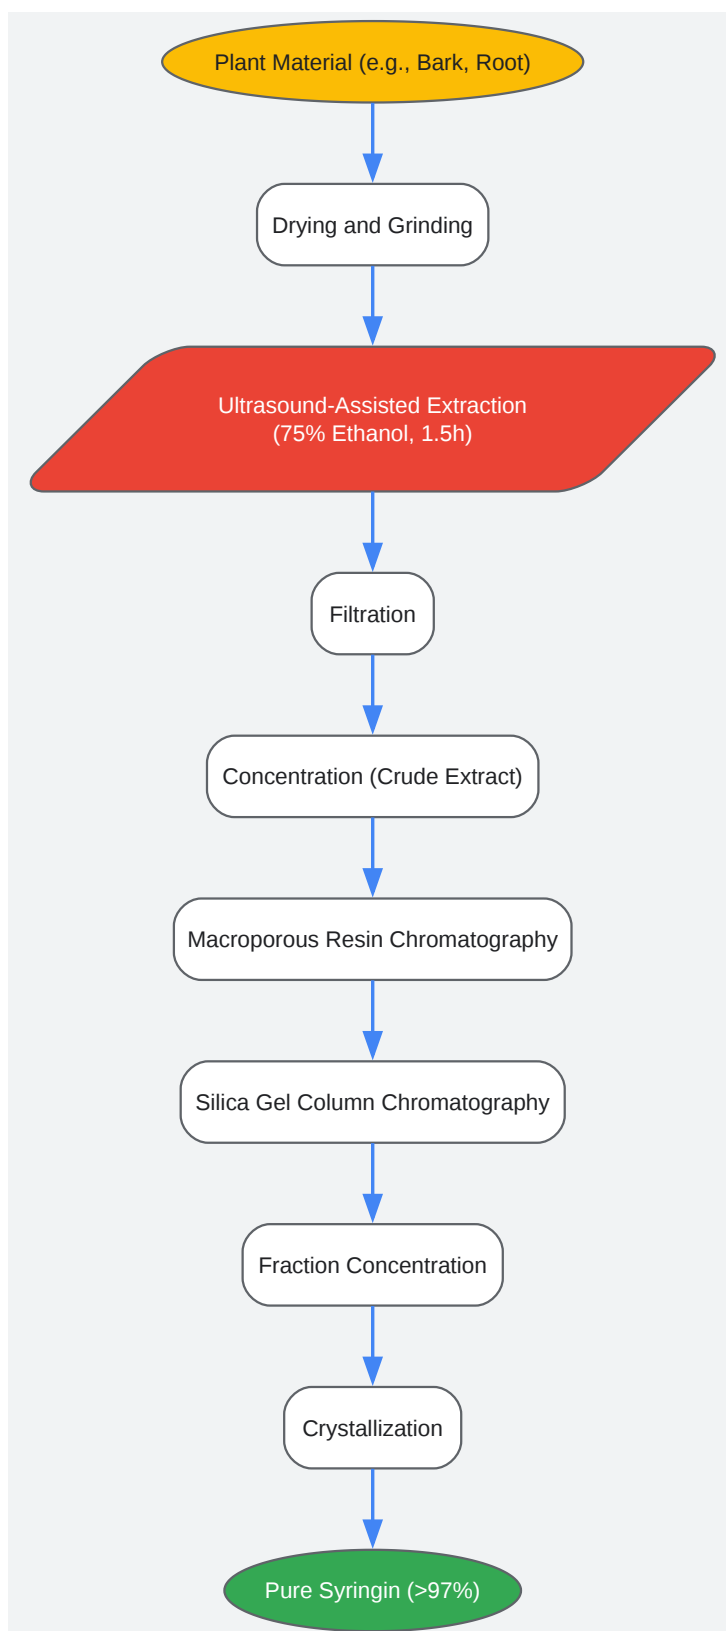 Plant Material (e.g., Bark, Root)
Drying and Grinding
Ultrasound-Assisted Extraction
(75% Ethanol, 1.5h)
Filtration
Concentration (Crude Extract)
Macroporous Resin Chromatography
Silica Gel Column Chromatography
Fraction Concentration
Crystallization
Pure Syringin (>97%)